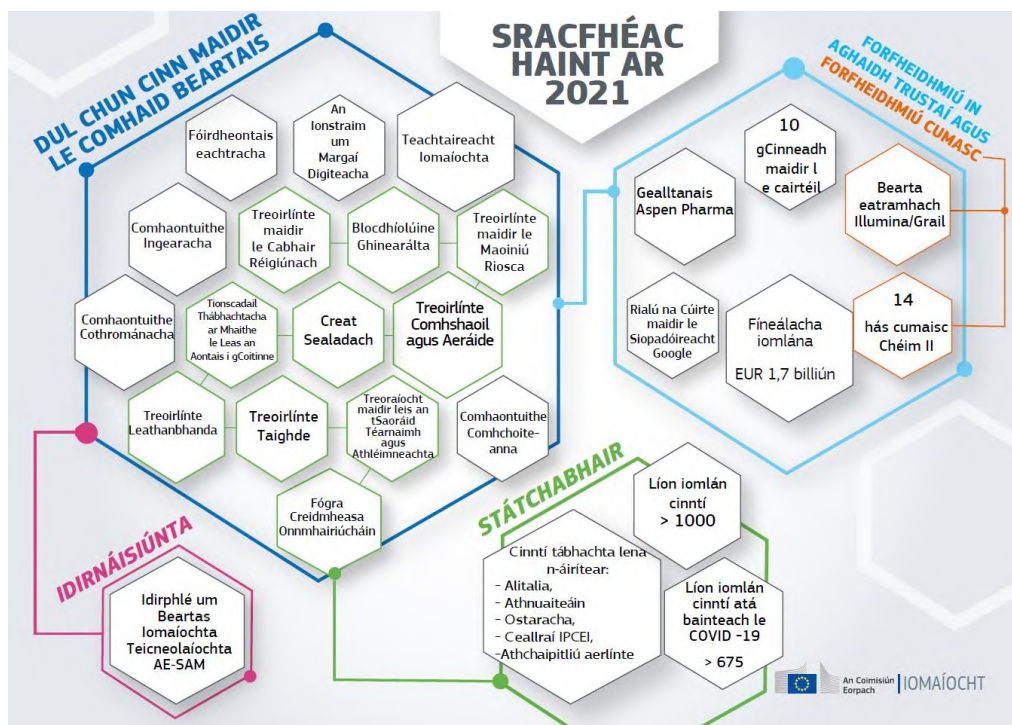 SRACFHÉAC
HAINT AR
2021
DUL CHUN CINN MAIDIR
LE COMHAID BEARTAIS
Fóirdheontais
eachtracha
An
Ionstraim
um
Margaí
Digiteacha
Teachtaireacht
Iomaíochta
Comhaontuithe
Ingearacha
Treoirlínte
maidir
le Cabhair
Réigiúnach
Blocdhíolúine
Ghinearálta
Treoirlínte
maidir le
Maoiniú
Riosca
Comhaontuithe
Cothrománacha
Tionscadail
Thábhachtacha
ar Mhaithe
le Leas an
Aontais i gCoitinne
Creat
Sealadach
Treoirlínte
Comhshaoil
agus Aeráide
Treoirlínte
Leathanbhanda
Treoirlínte
Taighde
Treoraíocht
maidir leis an
tSaoráid
Téarnaimh
agus
Athléimneachta
Comhaontuithe
Comhchoite-
anna
Fógra
Creidmheasa
Onnmhairiúcháin
FORFHEIDHMIÚ IN
AGHAIDH TRUSTAÍ AGUS
FORFHEIDHMIÚ CUMASC
10
gCinneadh
maidir l
e cairtéil
Gealltanais
Aspen Pharma
Bearta
eatramhach
Illumina/Grail
Rialú na Cúirte
maidir le
Siopadóireacht
Google
Fíneálacha
iomlána
EUR 1,7 billiún
14
hás cumaisc
Chéim II
IDIRNÁISIÚNTA
Idirphlé um
Beartas
Iomaíochta
Teicneolaíochta
AE-SAM
STÁTCHABHAIR
Líon iomlán
cinntí
> 1000
Cinntí tábhachta lena
n-áirítear:
- Alitalia,
- Athnuaiteáin
- Ostaracha,
- Ceallraí IPCEI,
-Athchaipitliú aerlínte
Líon iomlán
cinntí atá
bainteach le
COVID -19
> 675
An Coimisiún
Eorpach
IOMAÍOCHT